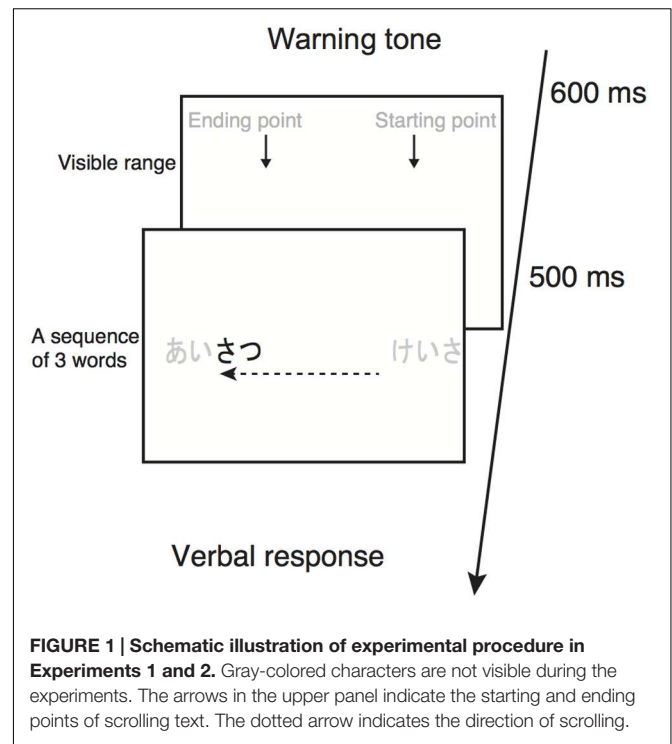 Warning tone
600 ms
Ending point Starting point
Visible range
500 ms
A sequence
of 3 words
あいさつ けいさ
Verbal response
FIGURE 1 | Schematic illustration of experimental procedure in
Experiments 1 and 2. Gray-colored characters are not visible during the
experiments. The arrows in the upper panel indicate the starting and ending
points of scrolling text. The dotted arrow indicates the direction of scrolling.